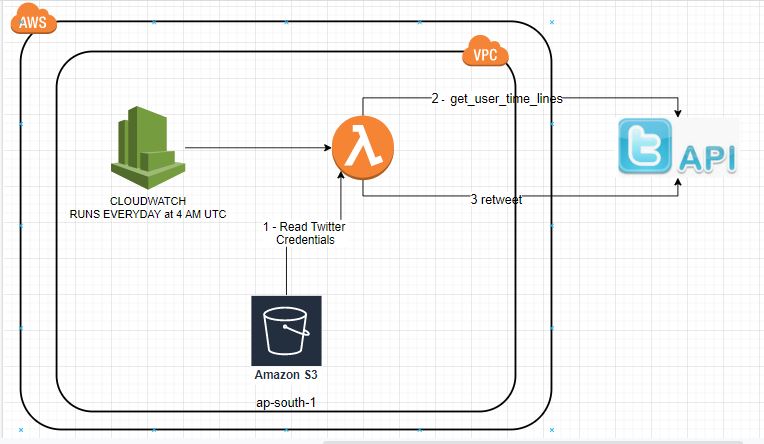 AWS
VPC
2 - get_user_time_lines
API
CLOUDWATCH
RUNS EVERYDAY at 4 AM UTC
3 retweet
1 - Read Twitter
Credentials
Amazon S3
ap-south-1